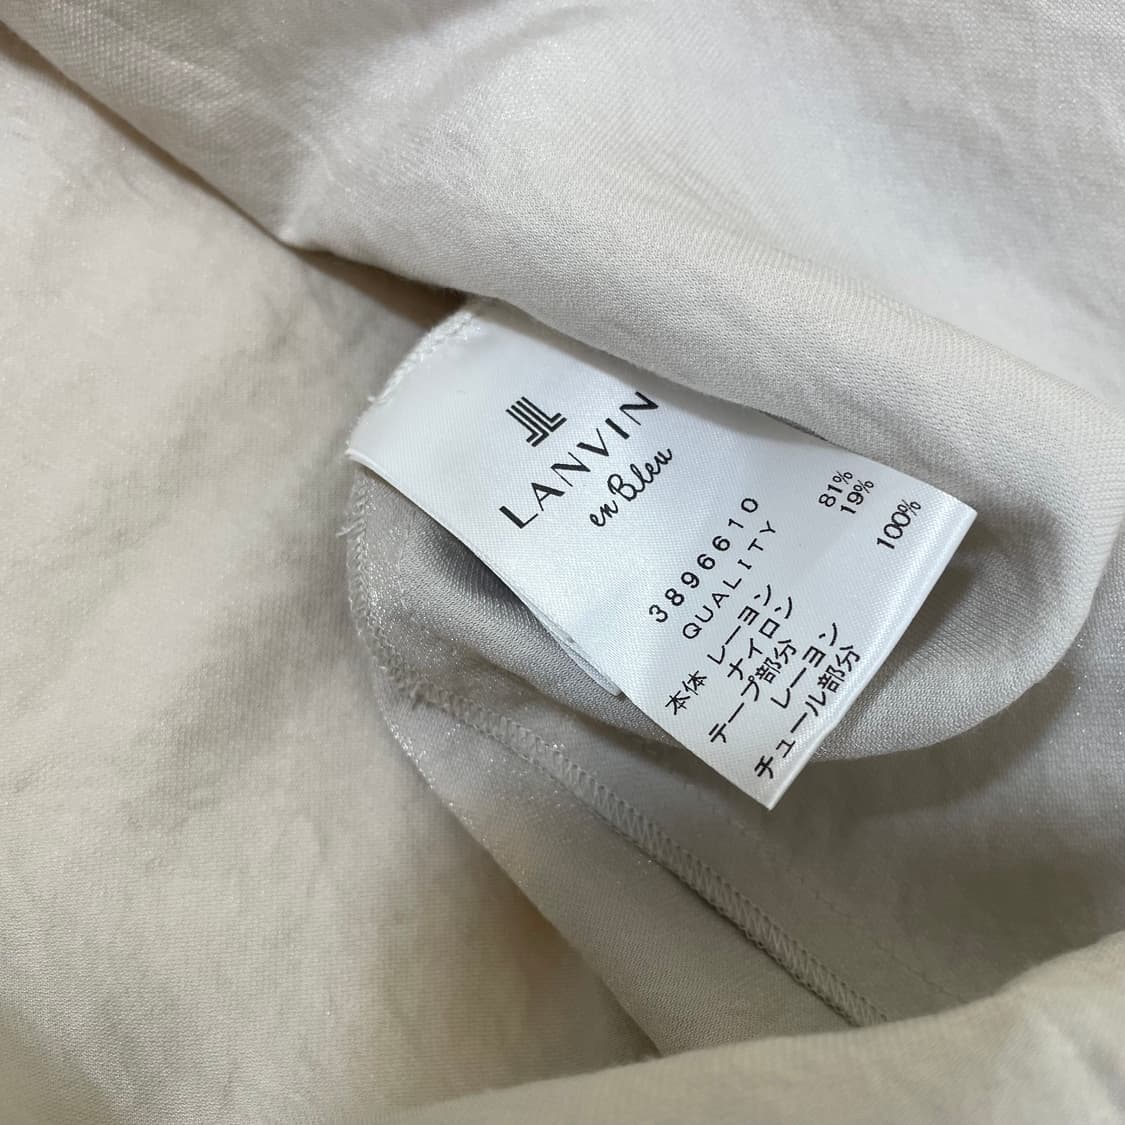 LANVIN
en Bleu
3896610
QUALITY
本体 レーヨン 81%
ナイロン 19%
テープ部分
レーヨン 100%
チュール部分